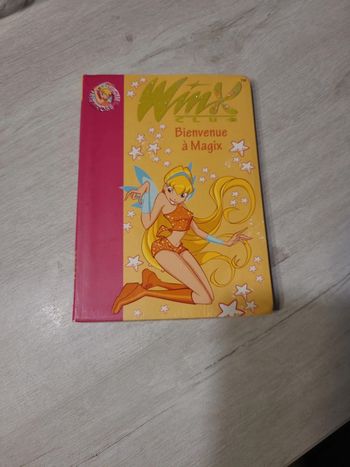 WinX
CLUB
Bienvenue
à Magix